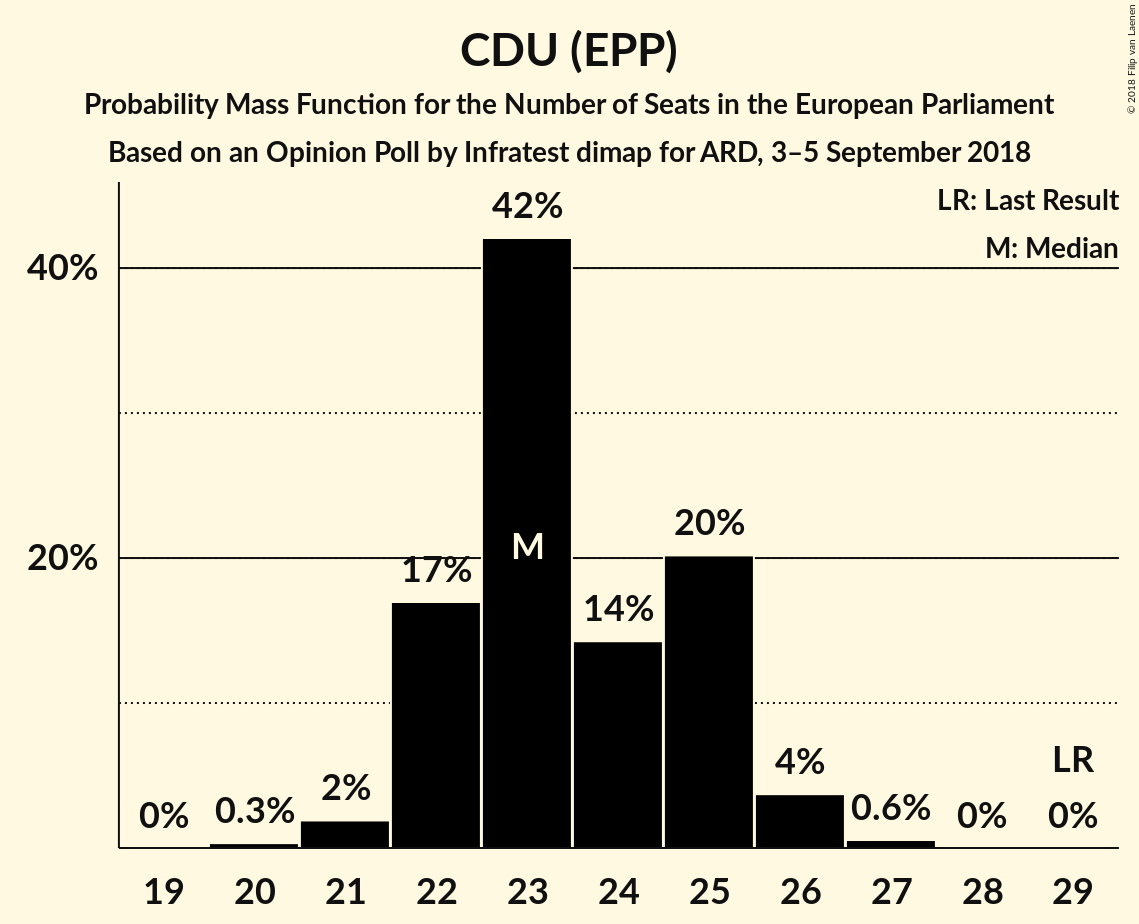 CDU (EPP)
Probability Mass Function for the Number of Seats in the European Parliament
Based on an Opinion Poll by Infratest dimap for ARD, 3–5 September 2018
© 2018 Filip van Laenen
LR: Last Result
M: Median
40%
20%
0%
0.3%
2%
17%
42%
M
14%
20%
4%
0.6%
0%
LR
0%
19 20 21 22 23 24 25 26 27 28 29